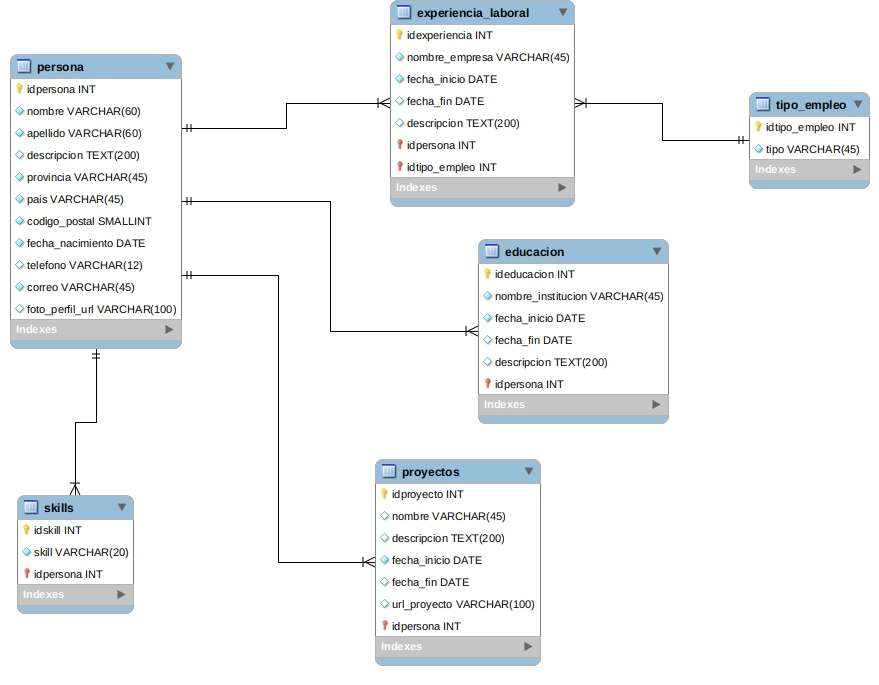 persona
idpersona INT
nombre VARCHAR(60)
apellido VARCHAR(60)
descripcion TEXT(200)
provincia VARCHAR(45)
pais VARCHAR(45)
codigo_postal SMALLINT
fecha_nacimiento DATE
telefono VARCHAR(12)
correo VARCHAR(45)
foto_perfil_url VARCHAR(100)
Indexes
experiencia_laboral
idexperiencia INT
nombre_empresa VARCHAR(45)
fecha_inicio DATE
fecha_fin DATE
descripcion TEXT(200)
idpersona INT
idtipo_empleo INT
Indexes
tipo_empleo
idtipo_empleo INT
tipo VARCHAR(45)
Indexes
educacion
ideducacion INT
nombre_institucion VARCHAR(45)
fecha_inicio DATE
fecha_fin DATE
descripcion TEXT(200)
idpersona INT
Indexes
skills
idskill INT
skill VARCHAR(20)
idpersona INT
Indexes
proyectos
idproyecto INT
nombre VARCHAR(45)
descripcion TEXT(200)
fecha_inicio DATE
fecha_fin DATE
url_proyecto VARCHAR(100)
idpersona INT
Indexes